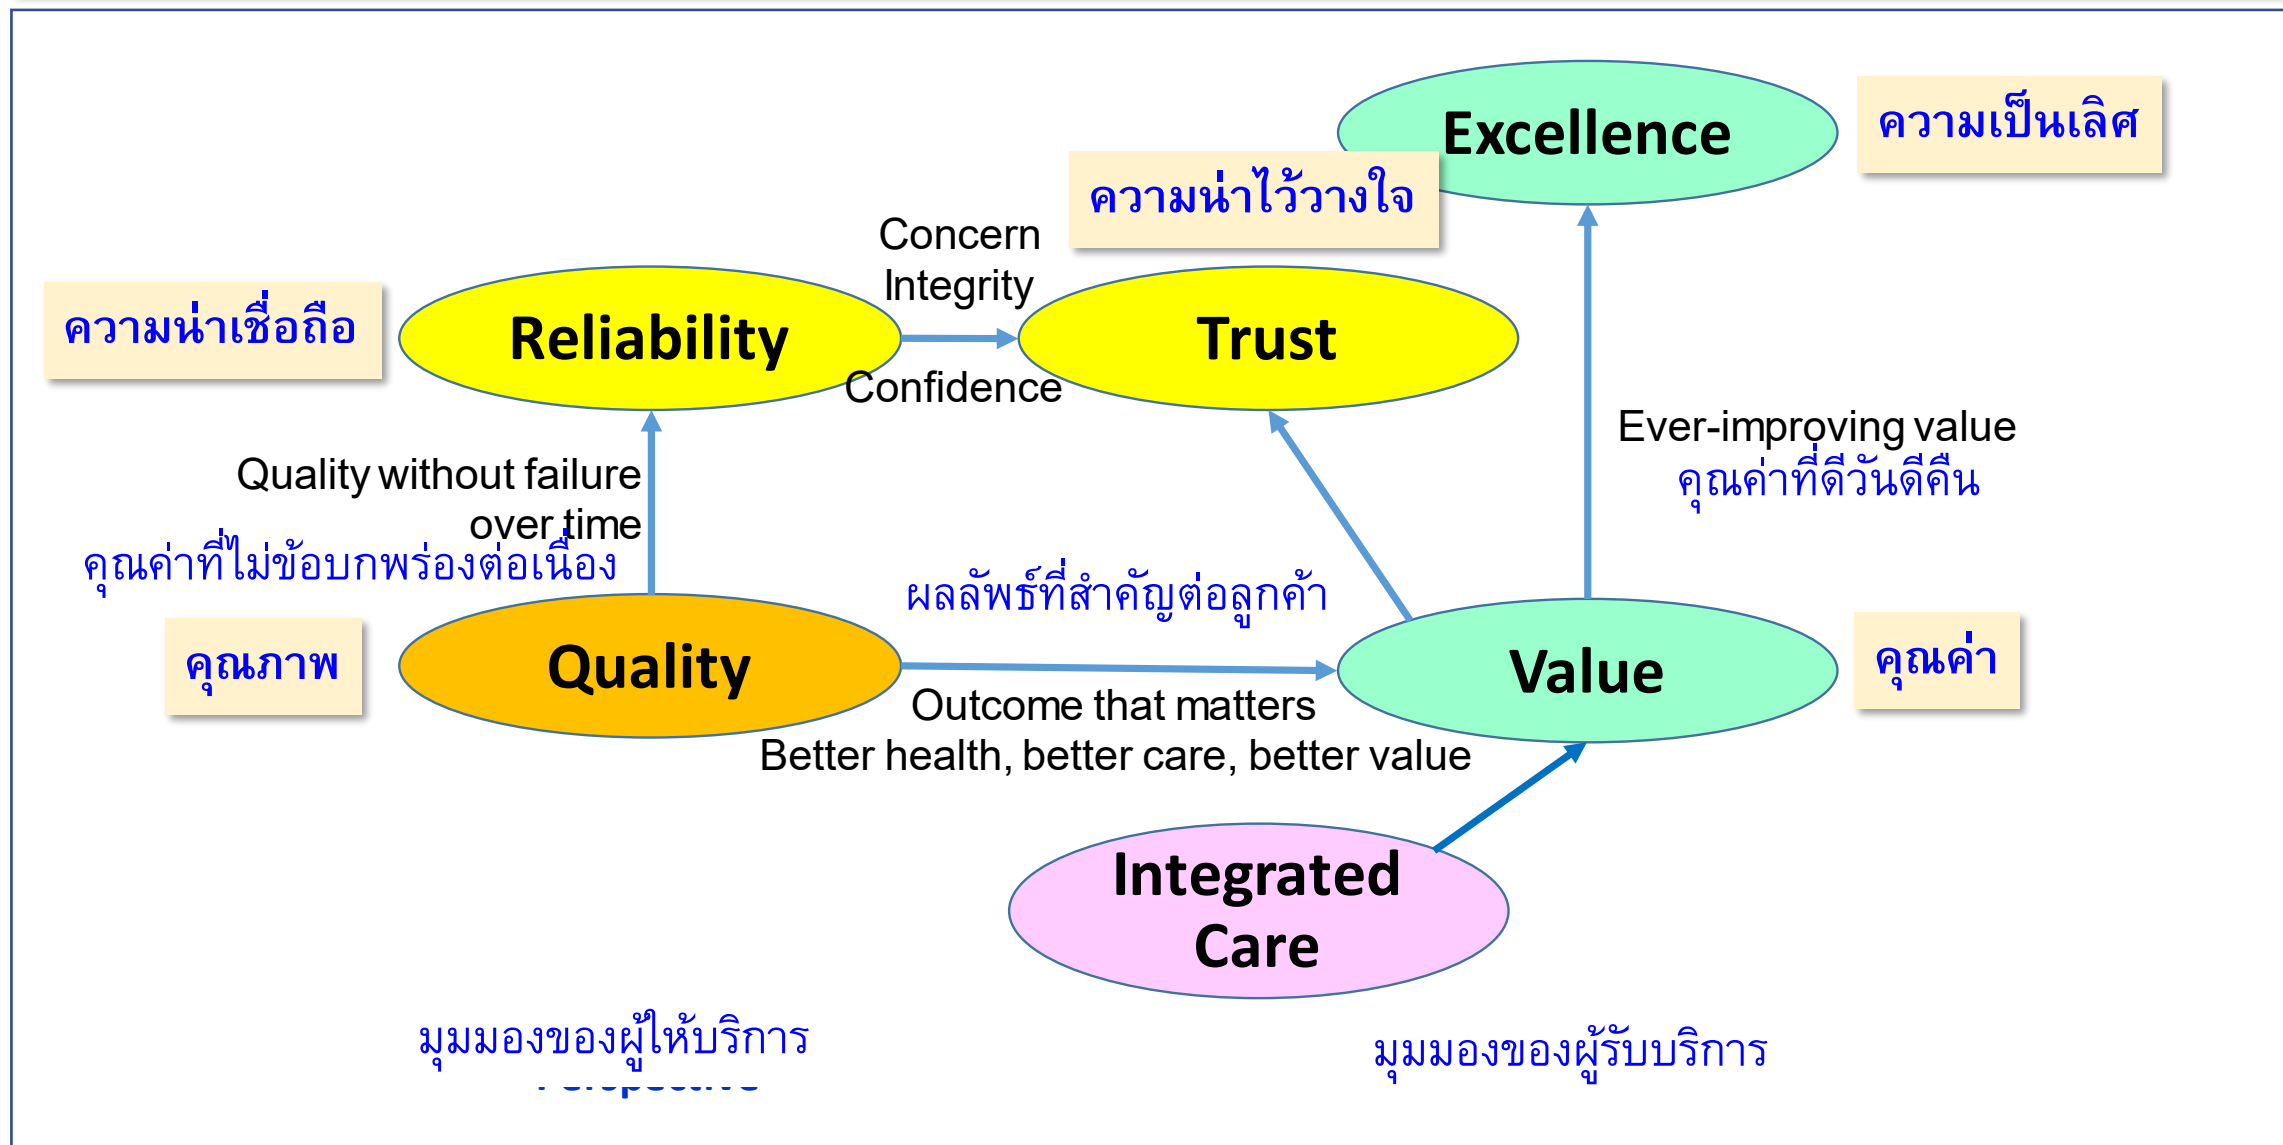 Excellence
ความเป็นเลิศ
ความน่าไว้วางใจ
Concern
Integrity
ความน่าเชื่อถือ
Reliability
Trust
Confidence
Ever-improving value
คุณค่าที่ดีวันดีคืน
Quality without failure
over time
คุณค่าที่ไม่ข้อบกพร่องต่อเนื่อง
ผลลัพธ์ที่สำคัญต่อลูกค้า
คุณภาพ
Quality
Value
คุณค่า
Outcome that matters
Better health, better care, better value
Integrated
Care
มุมมองของผู้ให้บริการ
มุมมองของผู้รับบริการ